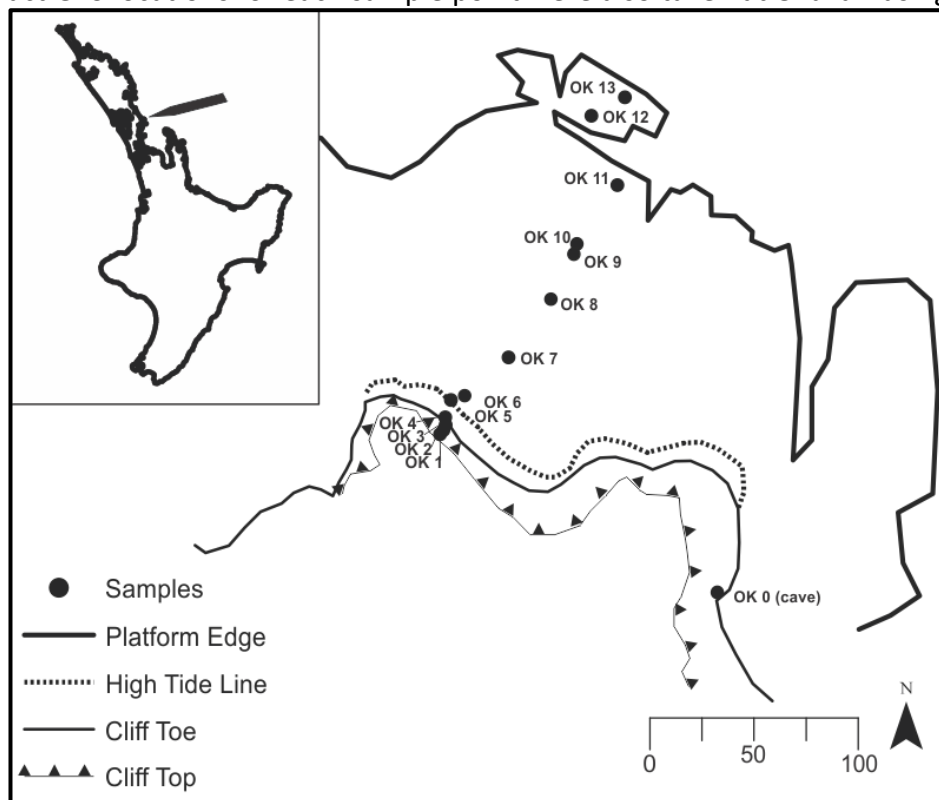 OK 13
OK 12
OK 11
OK 10
OK 9
OK 8
OK 7
OK 6
OK 5
OK 4
OK 3
OK 2
OK 1
OK 0 (cave)
Samples
Platform Edge
High Tide Line
Cliff Toe
Cliff Top
N
0 50 100